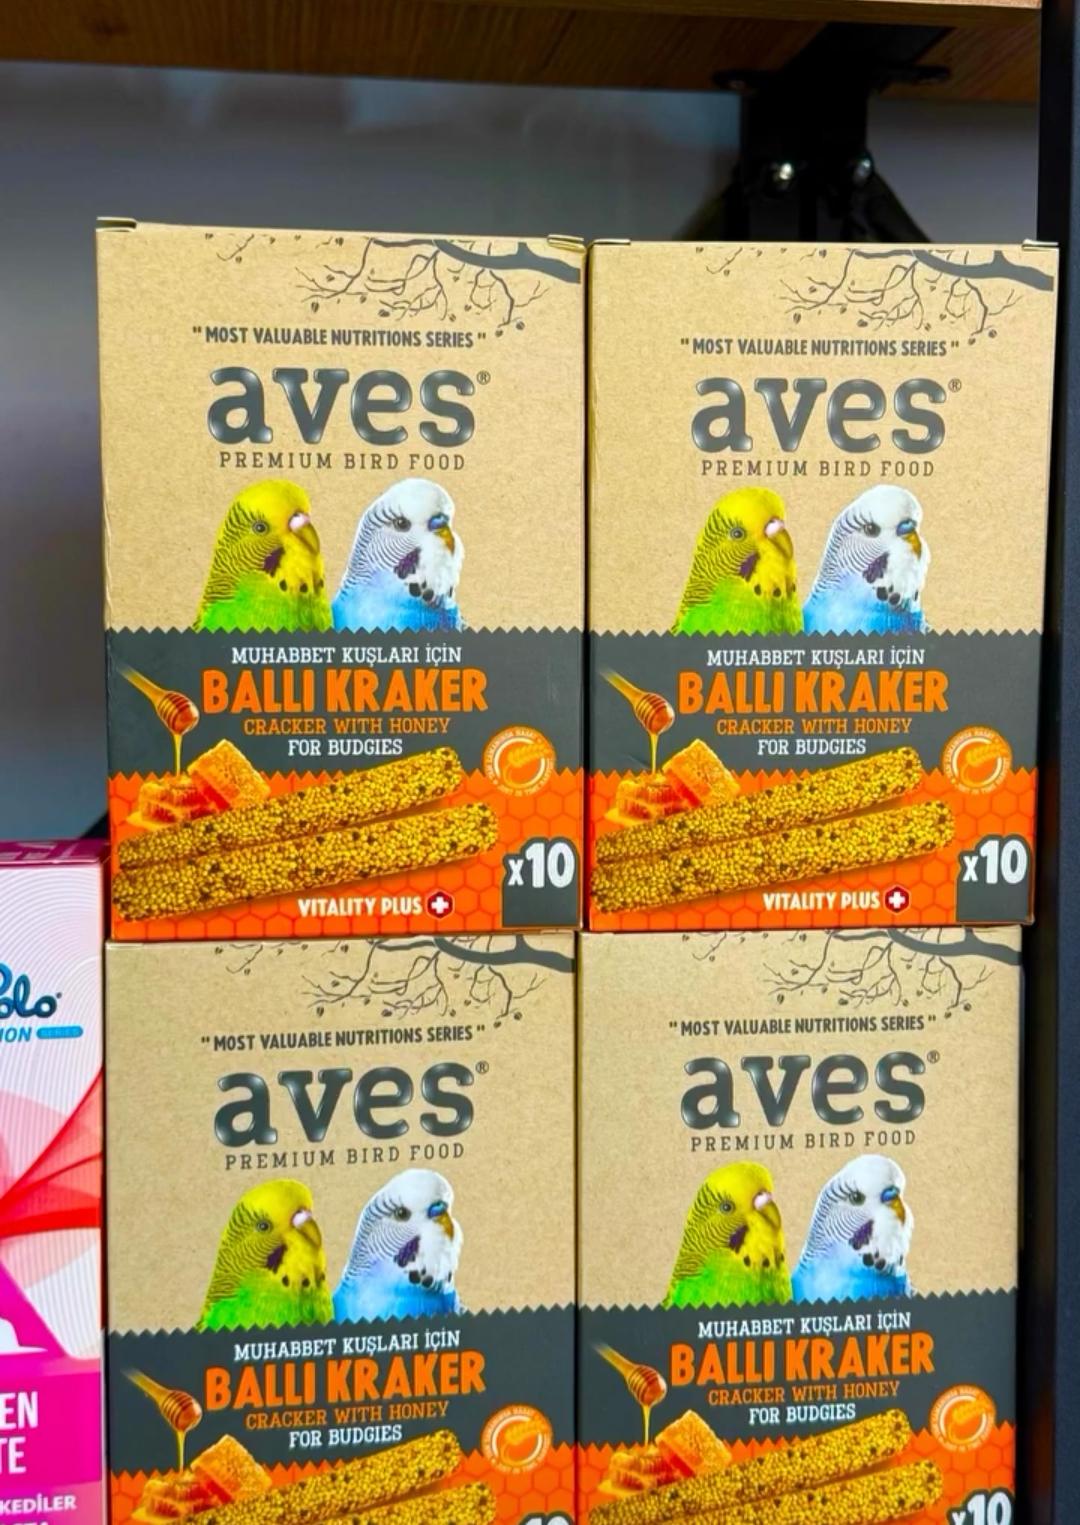 " MOST VALUABLE NUTRITIONS SERIES "
aves®
PREMIUM BIRD FOOD
MUHABBET KUŞLARI İÇİN
BALLI KRAKER
CRACKER WITH HONEY
FOR BUDGIES
VITALITY PLUS
x10
" MOST VALUABLE NUTRITIONS SERIES "
aves®
PREMIUM BIRD FOOD
MUHABBET KUŞLARI İÇİN
BALLI KRAKER
CRACKER WITH HONEY
FOR BUDGIES
VITALITY PLUS
x10
" MOST VALUABLE NUTRITIONS SERIES "
aves®
PREMIUM BIRD FOOD
MUHABBET KUŞLARI İÇİN
BALLI KRAKER
CRACKER WITH HONEY
FOR BUDGIES
" MOST VALUABLE NUTRITIONS SERIES "
aves®
PREMIUM BIRD FOOD
MUHABBET KUŞLARI İÇİN
BALLI KRAKER
CRACKER WITH HONEY
FOR BUDGIES
x10
KEDİLER